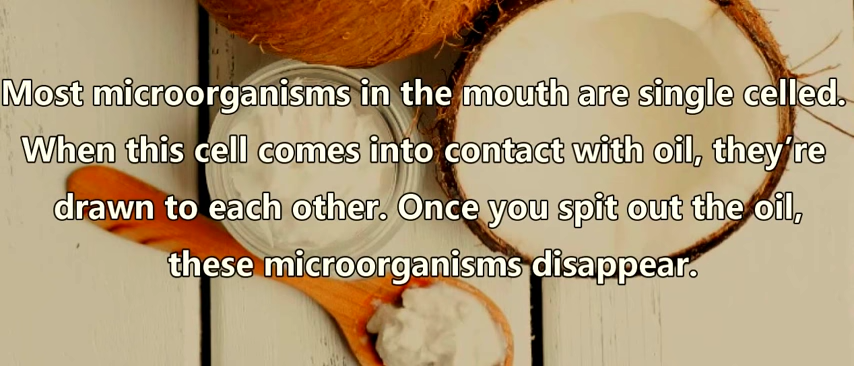 Most microorganisms in the mouth are single celled.
When this cell comes into contact with oil, they’re
drawn to each other. Once you spit out the oil,
these microorganisms disappear.